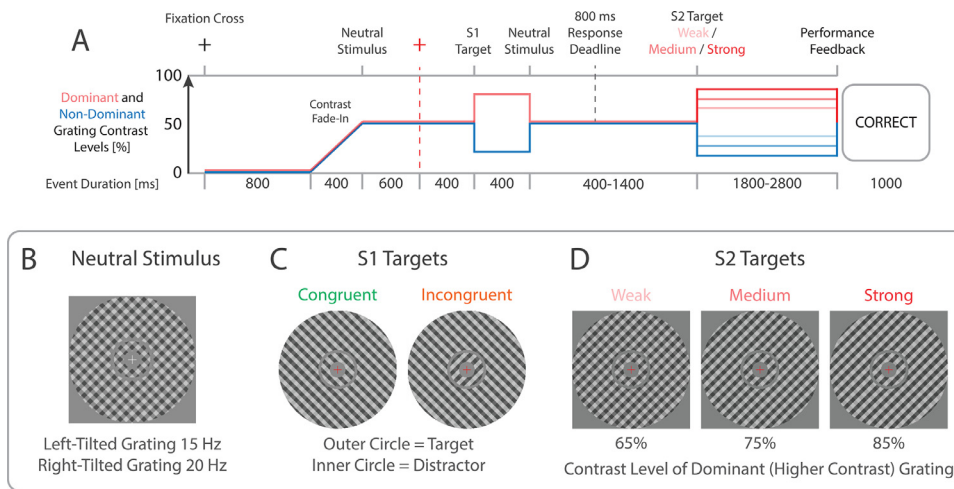 A
Fixation Cross
Neutral
Stimulus
S1
Target
Neutral
Stimulus
800 ms
Response
Deadline
S2 Target
Weak /
Medium / Strong
Performance
Feedback
Dominant and
Non-Dominant
Grating Contrast
Levels [%]
100
50
0
Contrast
Fade-In
CORRECT
Event Duration [ms]
800
400
600
400
400
400-1400
1800-2800
1000
B
Neutral Stimulus
Left-Tilted Grating 15 Hz
Right-Tilted Grating 20 Hz
C
S1 Targets
Congruent
Incongruent
Outer Circle = Target
Inner Circle = Distractor
D
S2 Targets
Weak
Medium
Strong
65%
75%
85%
Contrast Level of Dominant (Higher Contrast) Grating